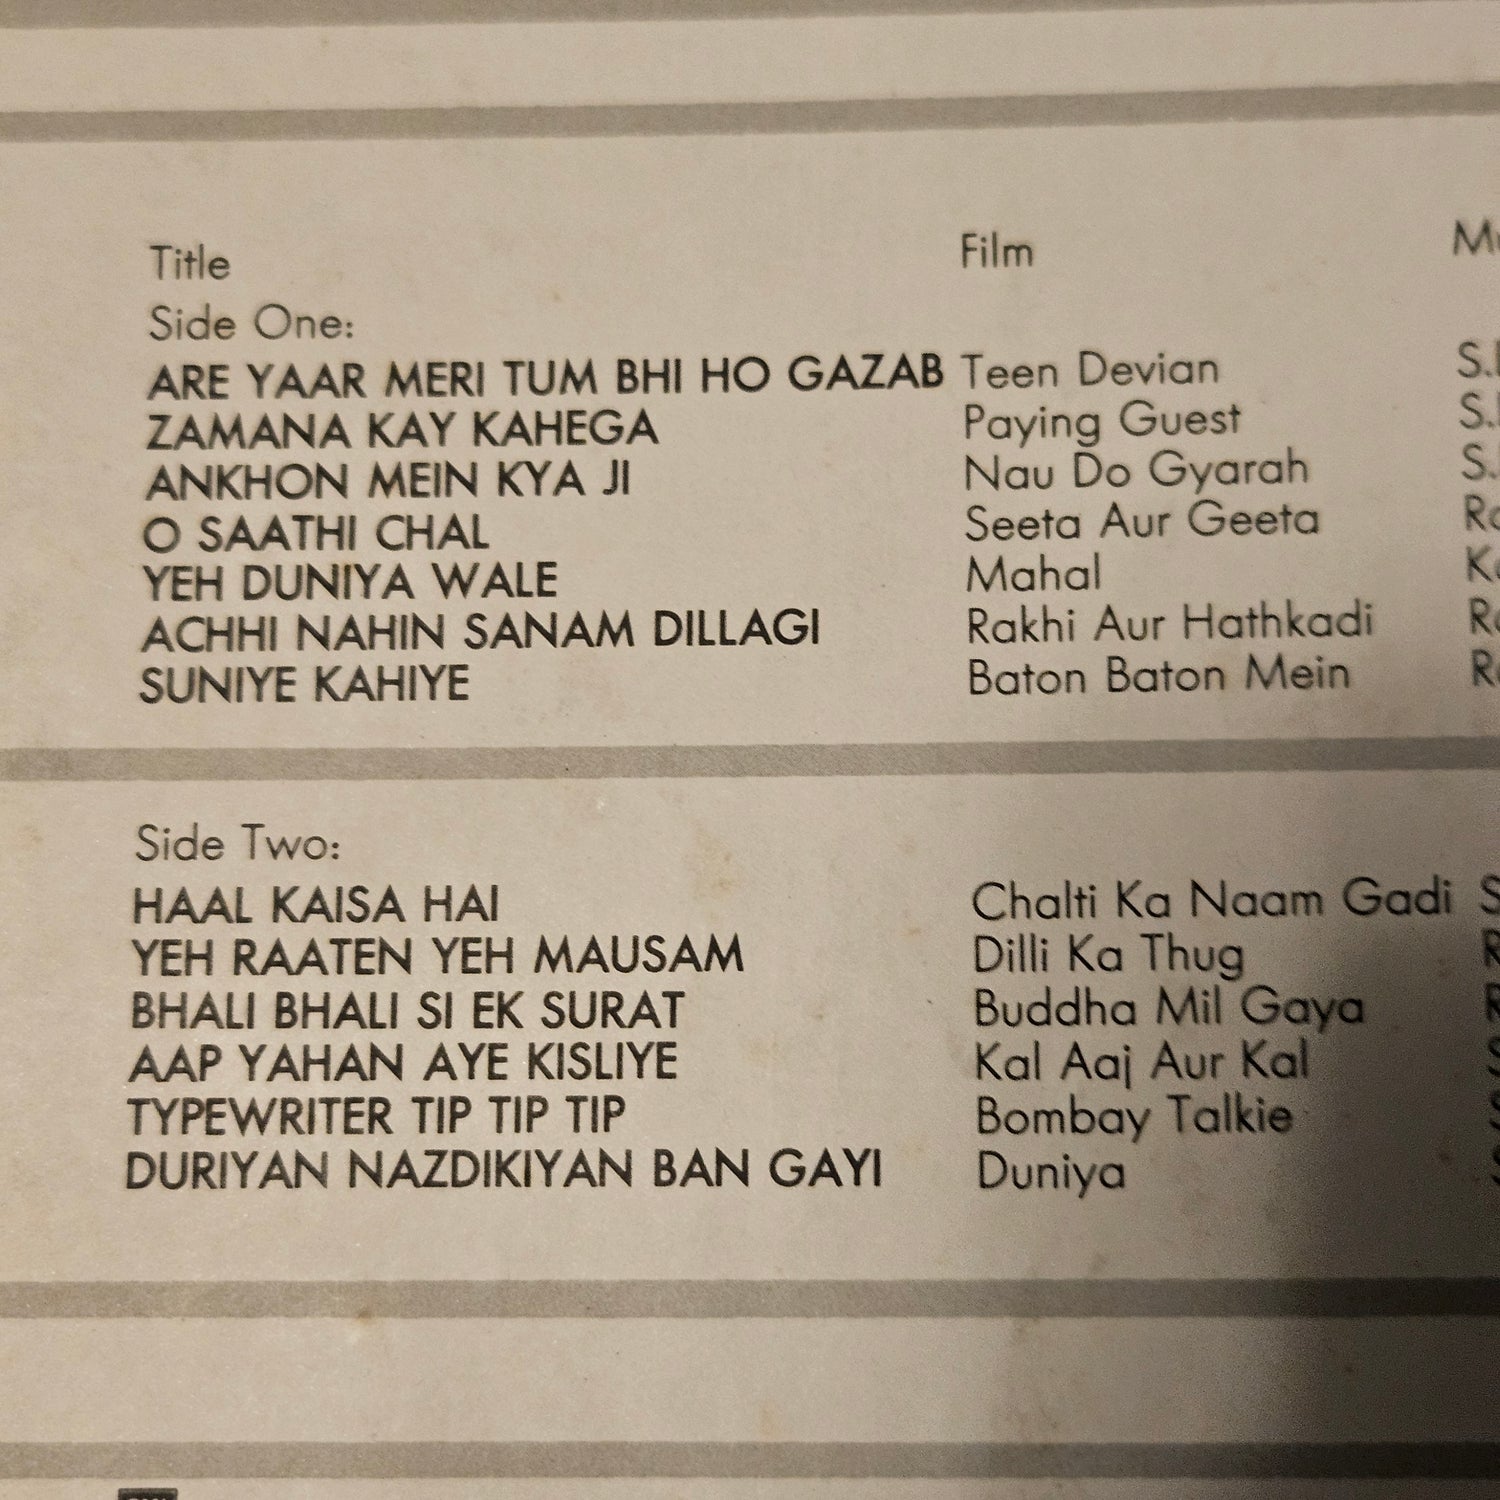 Title Film
Side One:
ARE YAAR MERI TUM BHI HO GAZAB Teen Devian
ZAMANA KAY KAHEGA Paying Guest
ANKHON MEIN KYA JI Nau Do Gyarah
O SAATHI CHAL Seeta Aur Geeta
YEH DUNIYA WALE Mahal
ACHHI NAHIN SANAM DILLAGI Rakhi Aur Hathkadi
SUNIYE KAHIYE Baton Baton Mein
Side Two:
HAAL KAISA HAI Chalti Ka Naam Gadi
YEH RAATEN YEH MAUSAM Dilli Ka Thug
BHALI BHALI SI EK SURAT Buddha Mil Gaya
AAP YAHAN AYE KISLIYE Kal Aaj Aur Kal
TYPEWRITER TIP TIP TIP Bombay Talkie
DURIYAN NAZDIKIYAN BAN GAYI Duniya